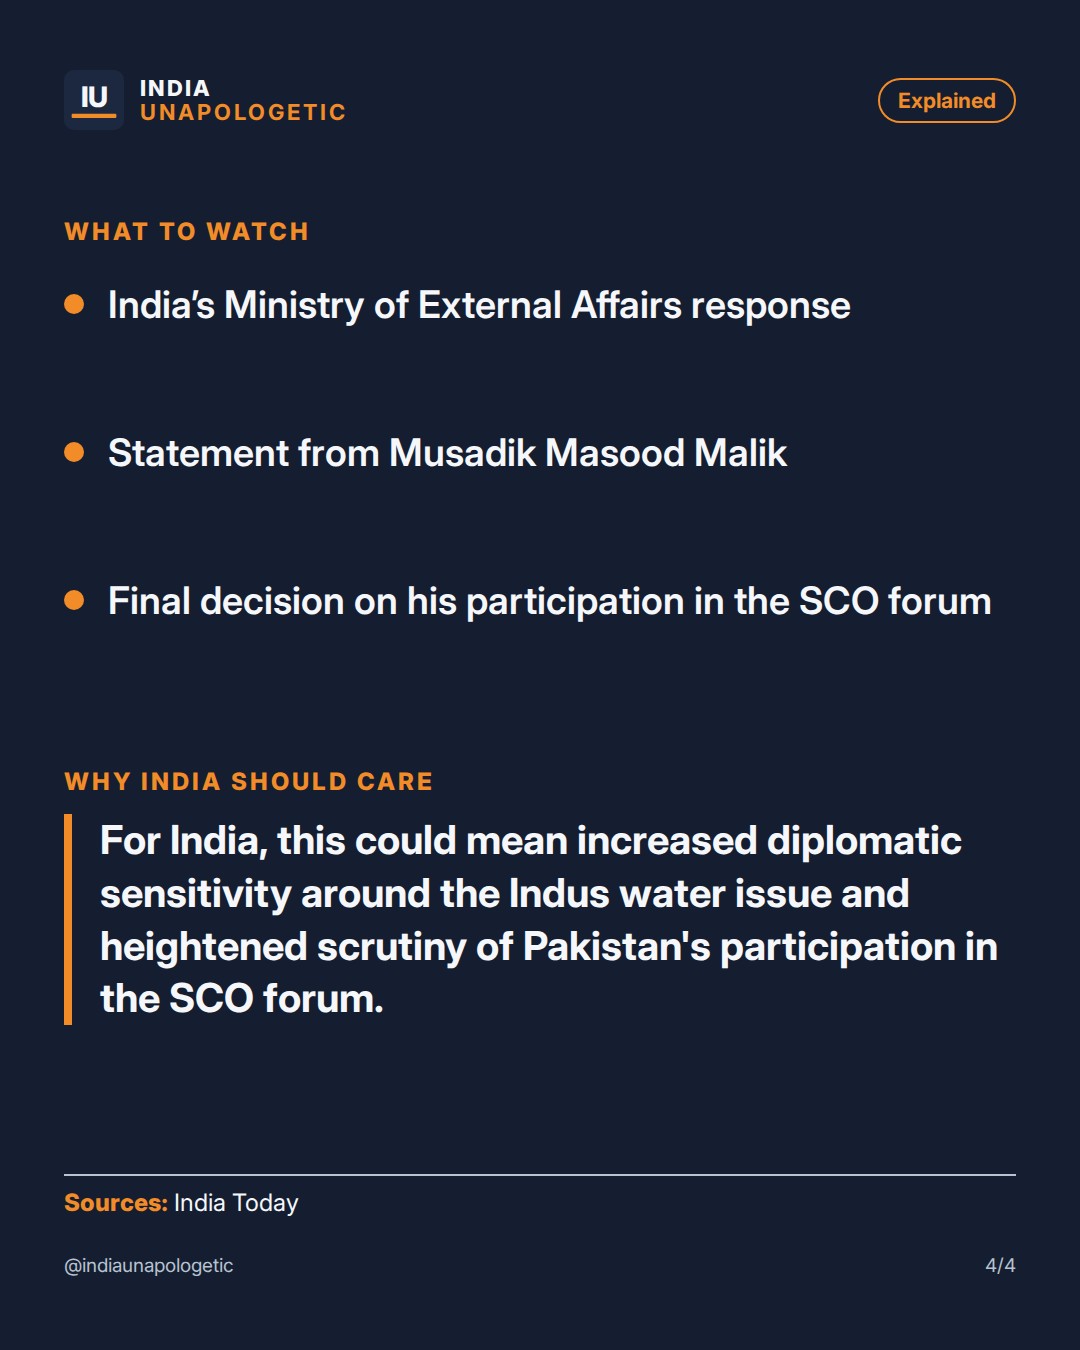 IU
INDIA
UNAPOLOGETIC
Explained
WHAT TO WATCH
India’s Ministry of External Affairs response
Statement from Musadik Masood Malik
Final decision on his participation in the SCO forum
WHY INDIA SHOULD CARE
For India, this could mean increased diplomatic
sensitivity around the Indus water issue and
heightened scrutiny of Pakistan's participation in
the SCO forum.
Sources: India Today
@indiaunapologetic
4/4